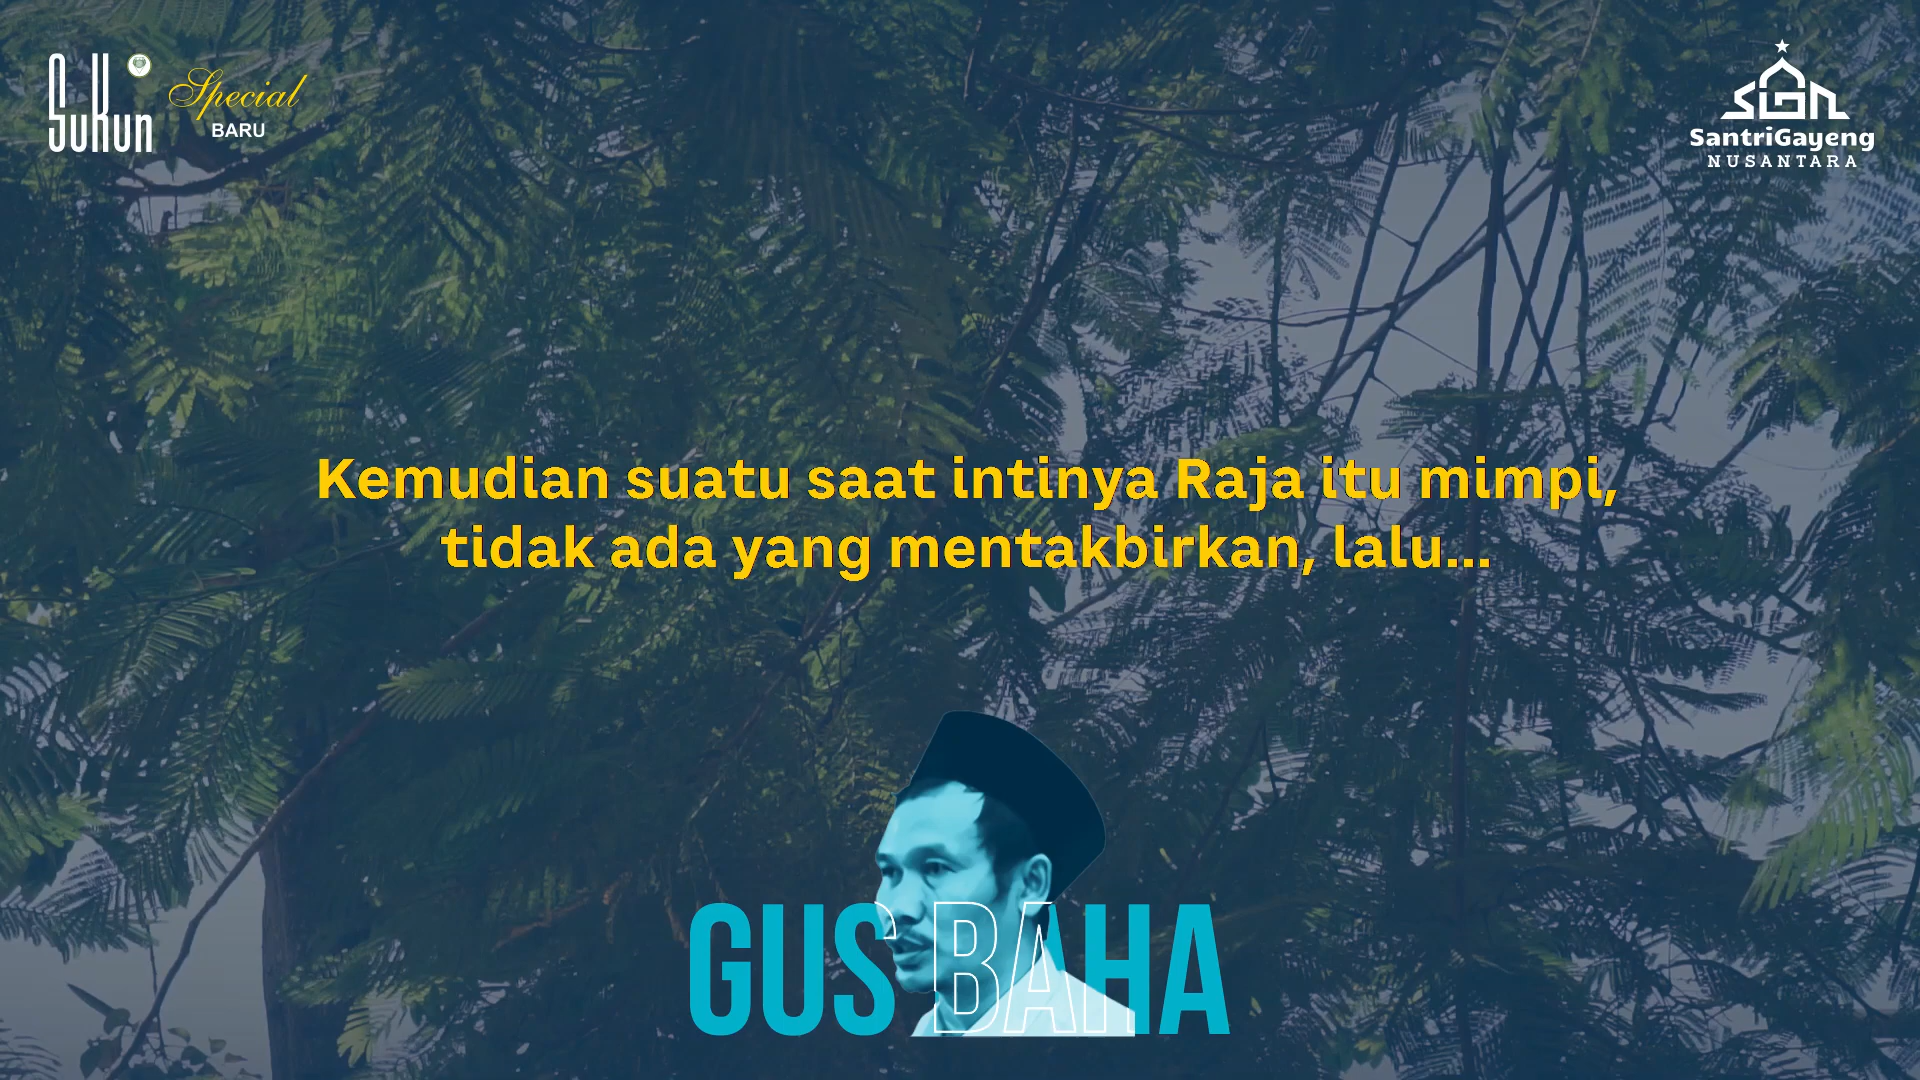 Sukun
Special
BARU
SGN
SantriGayeng
NUSANTARA
Kemudian suatu saat intinya Raja itu mimpi,
tidak ada yang mentakbirkan, lalu...
GUS BAHA